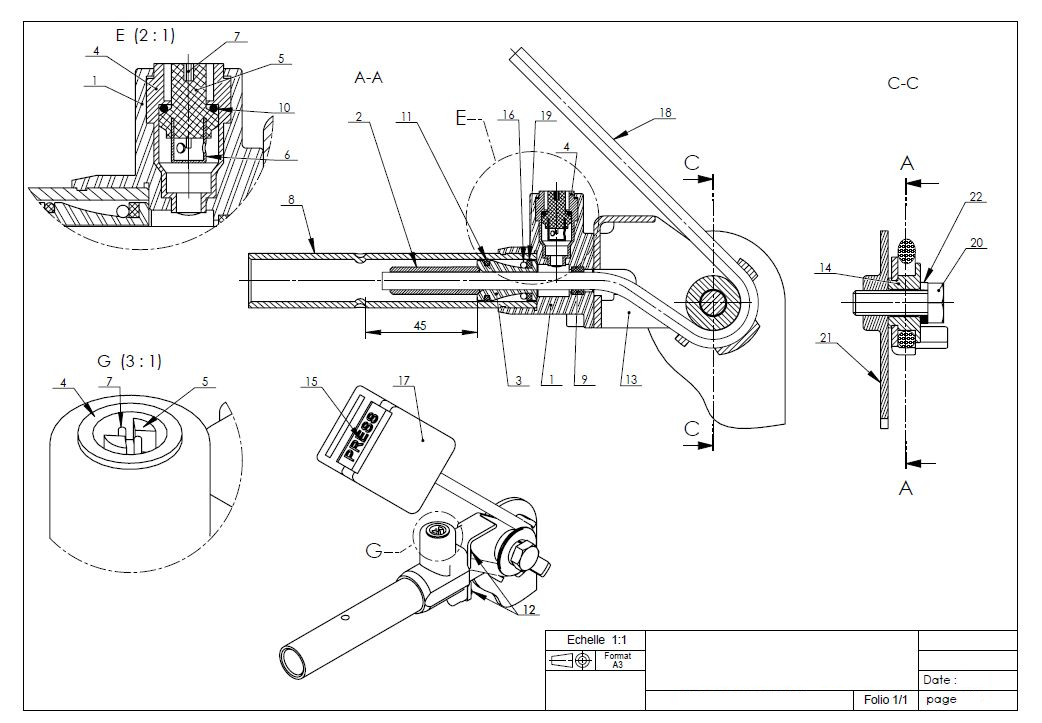 E (2 : 1)
7
4
5
1
10
6
A-A
2
11
E
16
19
4
18
C
C-C
A
22
20
14
21
8
45
3
1
9
13
C
A
G (3 : 1)
4
7
5
15
17
PRESS
G
12
Echelle 1:1
Format
A3
Date :
Folio 1/1
page